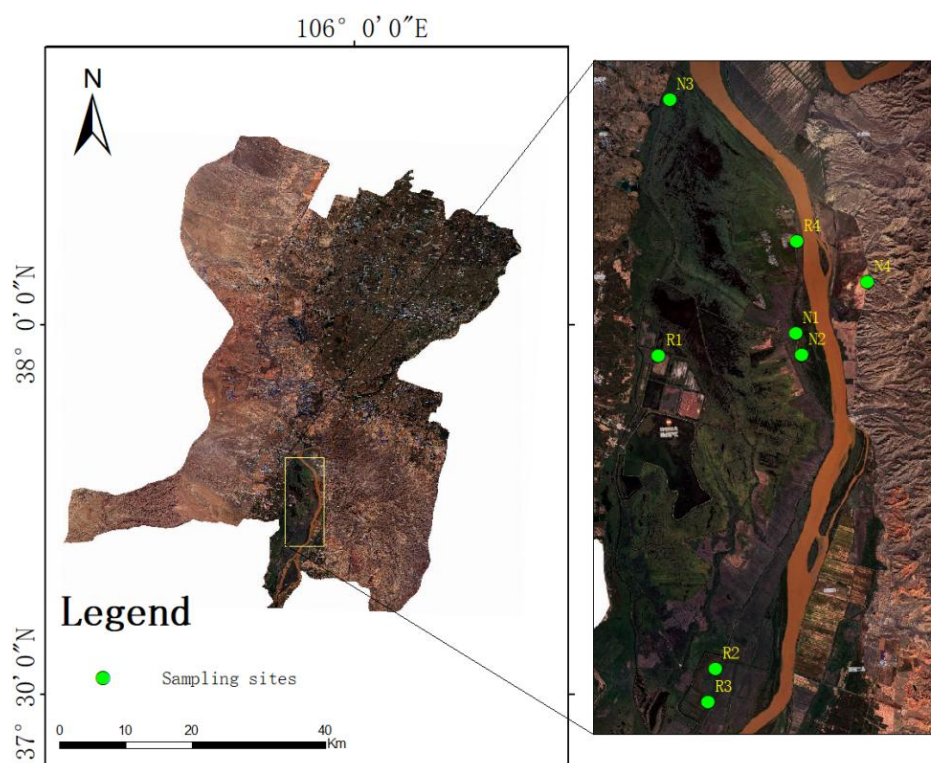 106° 0′0″E
N
38° 0′0″N
37° 30′0″N
Legend
Sampling sites
0 10 20 40
Km
N3
R4
N4
N1
N2
R1
R2
R3